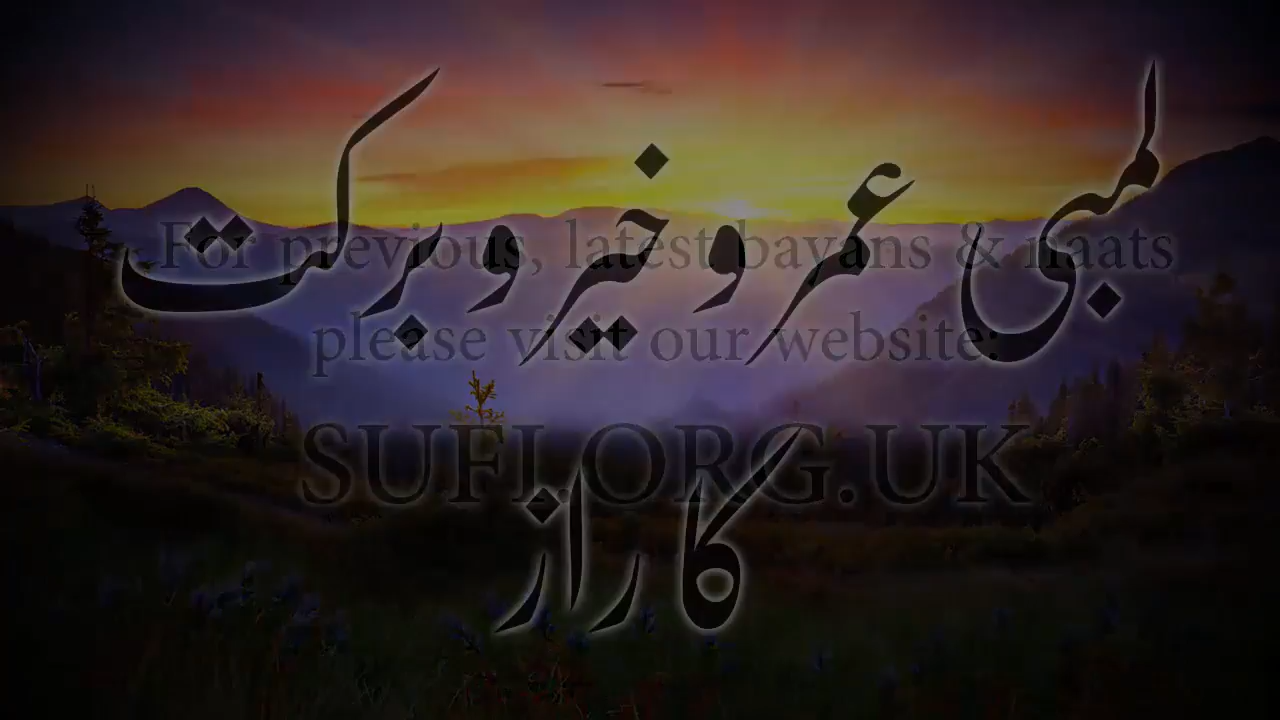 لمبی عمر و خیر و برکت
For previous, latest bayans & naats
please visit our website:
SUFI.ORG.UK
کا راز